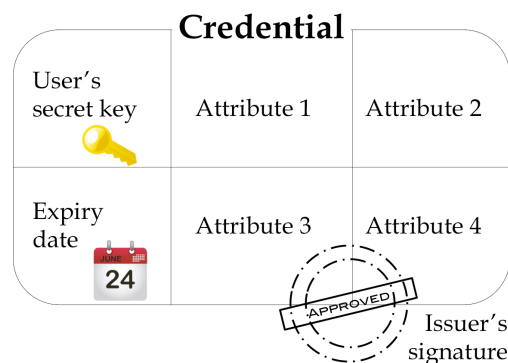 Credential
User's
secret key
Attribute 1
Attribute 2
Expiry
date
JUNE
24
Attribute 3
Attribute 4
APPROVED
Issuer's
signature